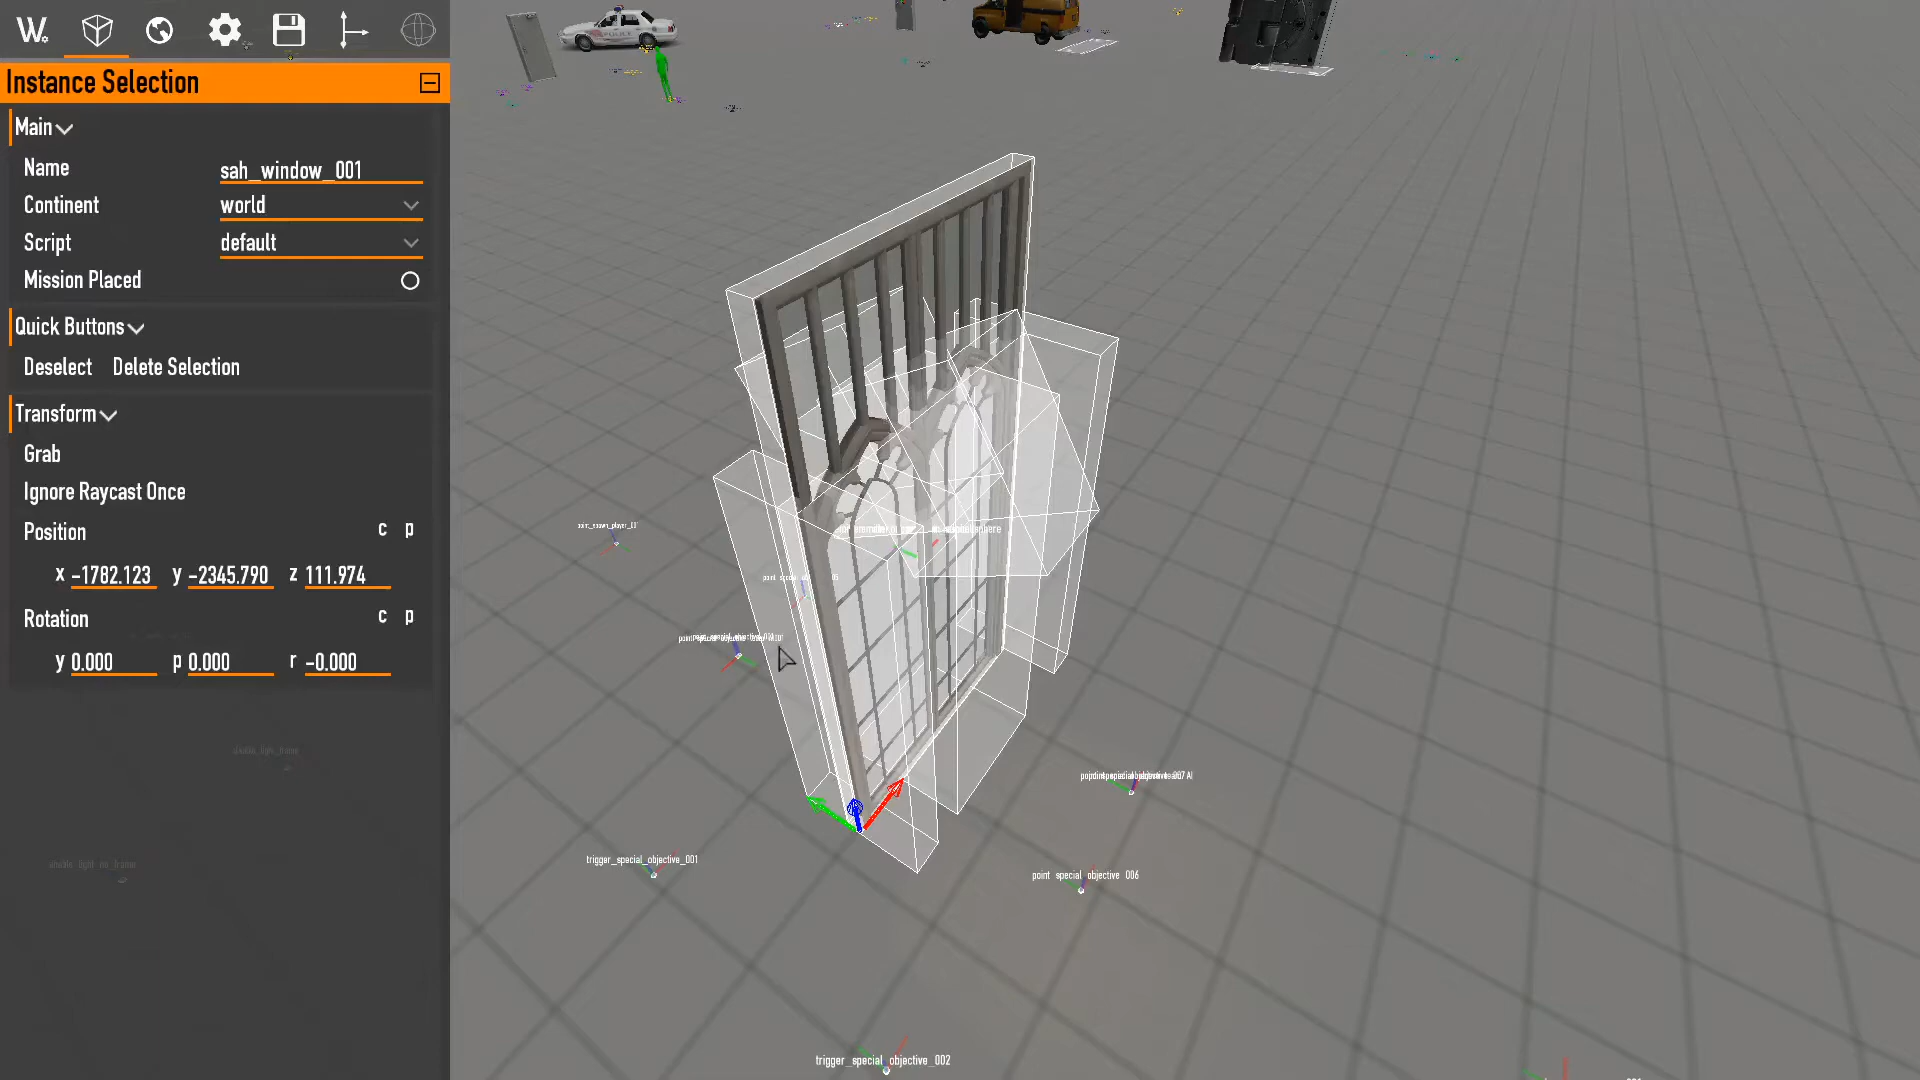 W.
Instance Selection
Main
Name sah_window_001
Continent world
Script default
Mission Placed
Quick Buttons
Deselect Delete Selection
Transform
Grab
Ignore Raycast Once
Position c p
x -1782.123 y -2345.790 z 111.974
Rotation c p
y 0.000 p 0.000 r -0.000
point_spawn_player_001
trigger_special_objective_001
point_special_objective_006
trigger_special_objective_002